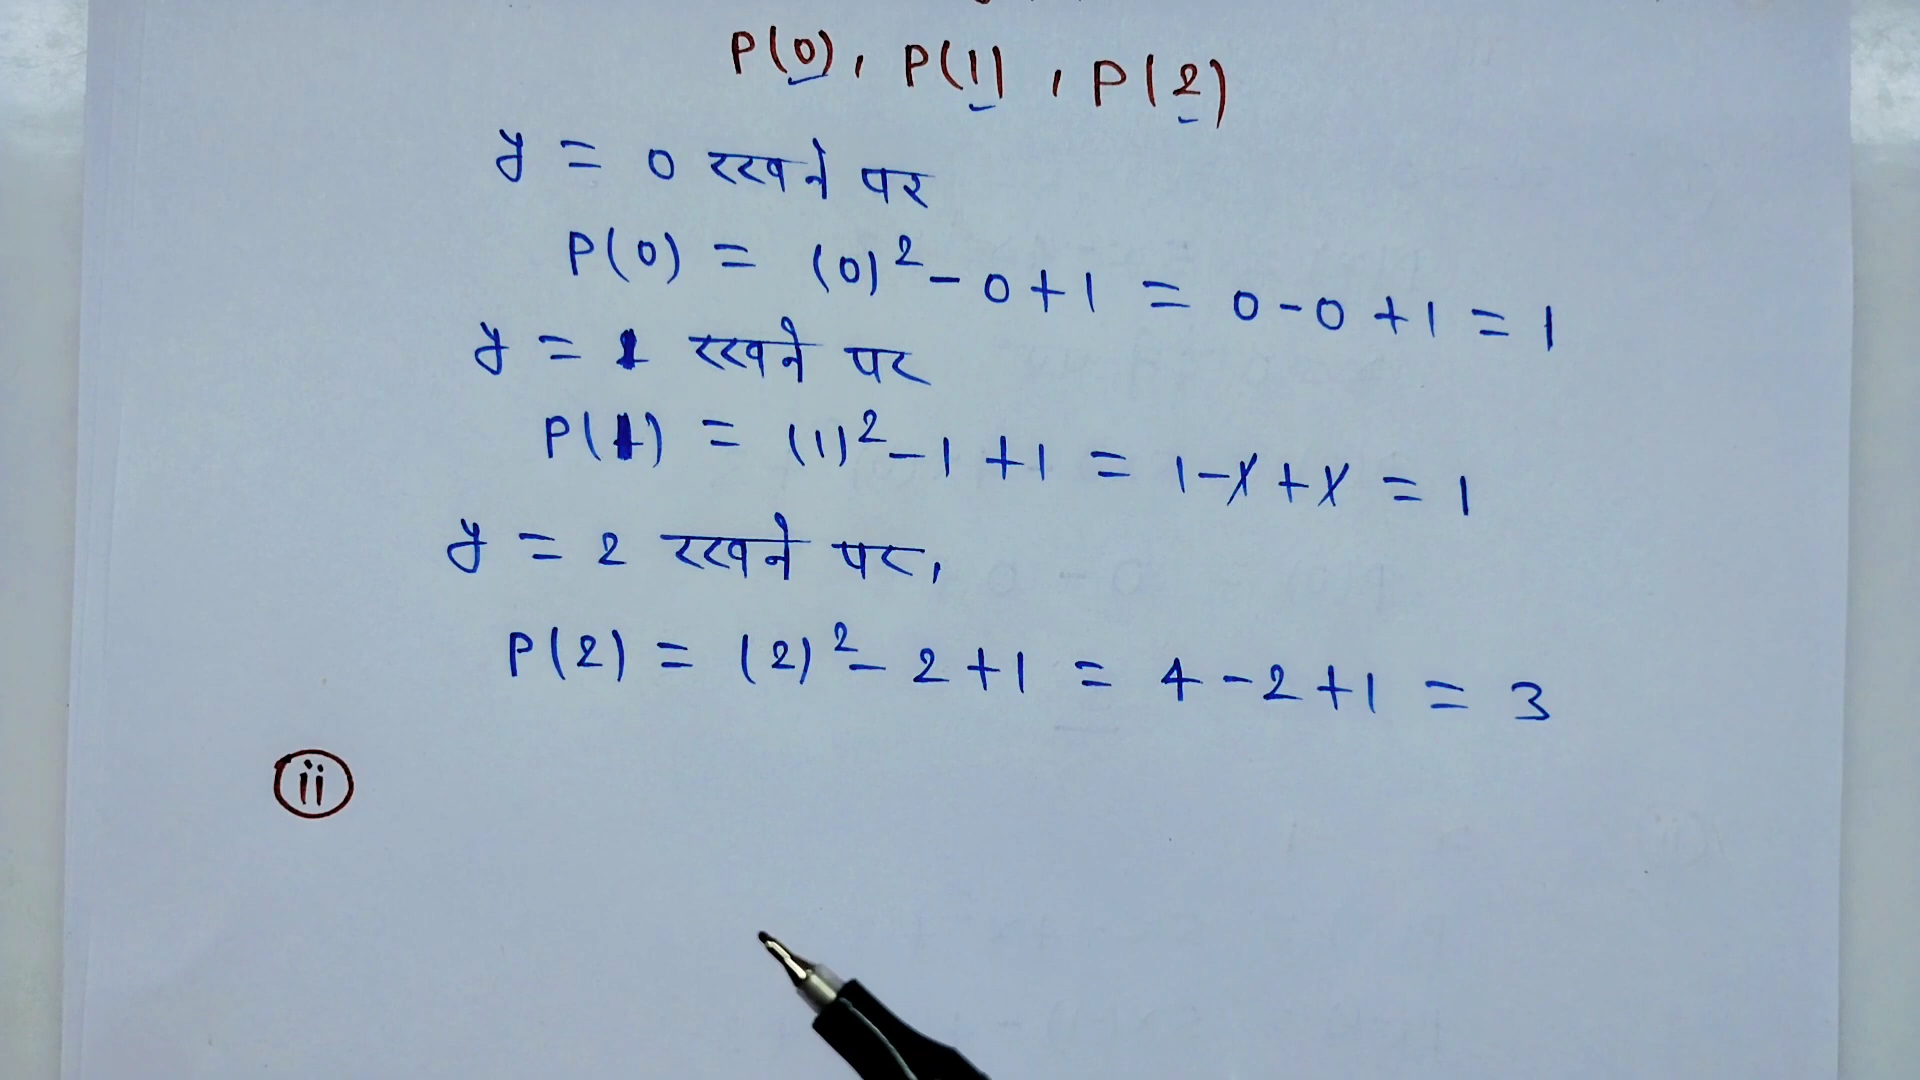 P(0), P(1), P(2)
y = 0 रखने पर
P(0) = (0)² - 0 + 1 = 0 - 0 + 1 = 1
y = 1 रखने पर
P(1) = (1)² - 1 + 1 = 1 - 1 + 1 = 1
y = 2 रखने पर,
P(2) = (2)² - 2 + 1 = 4 - 2 + 1 = 3
ii